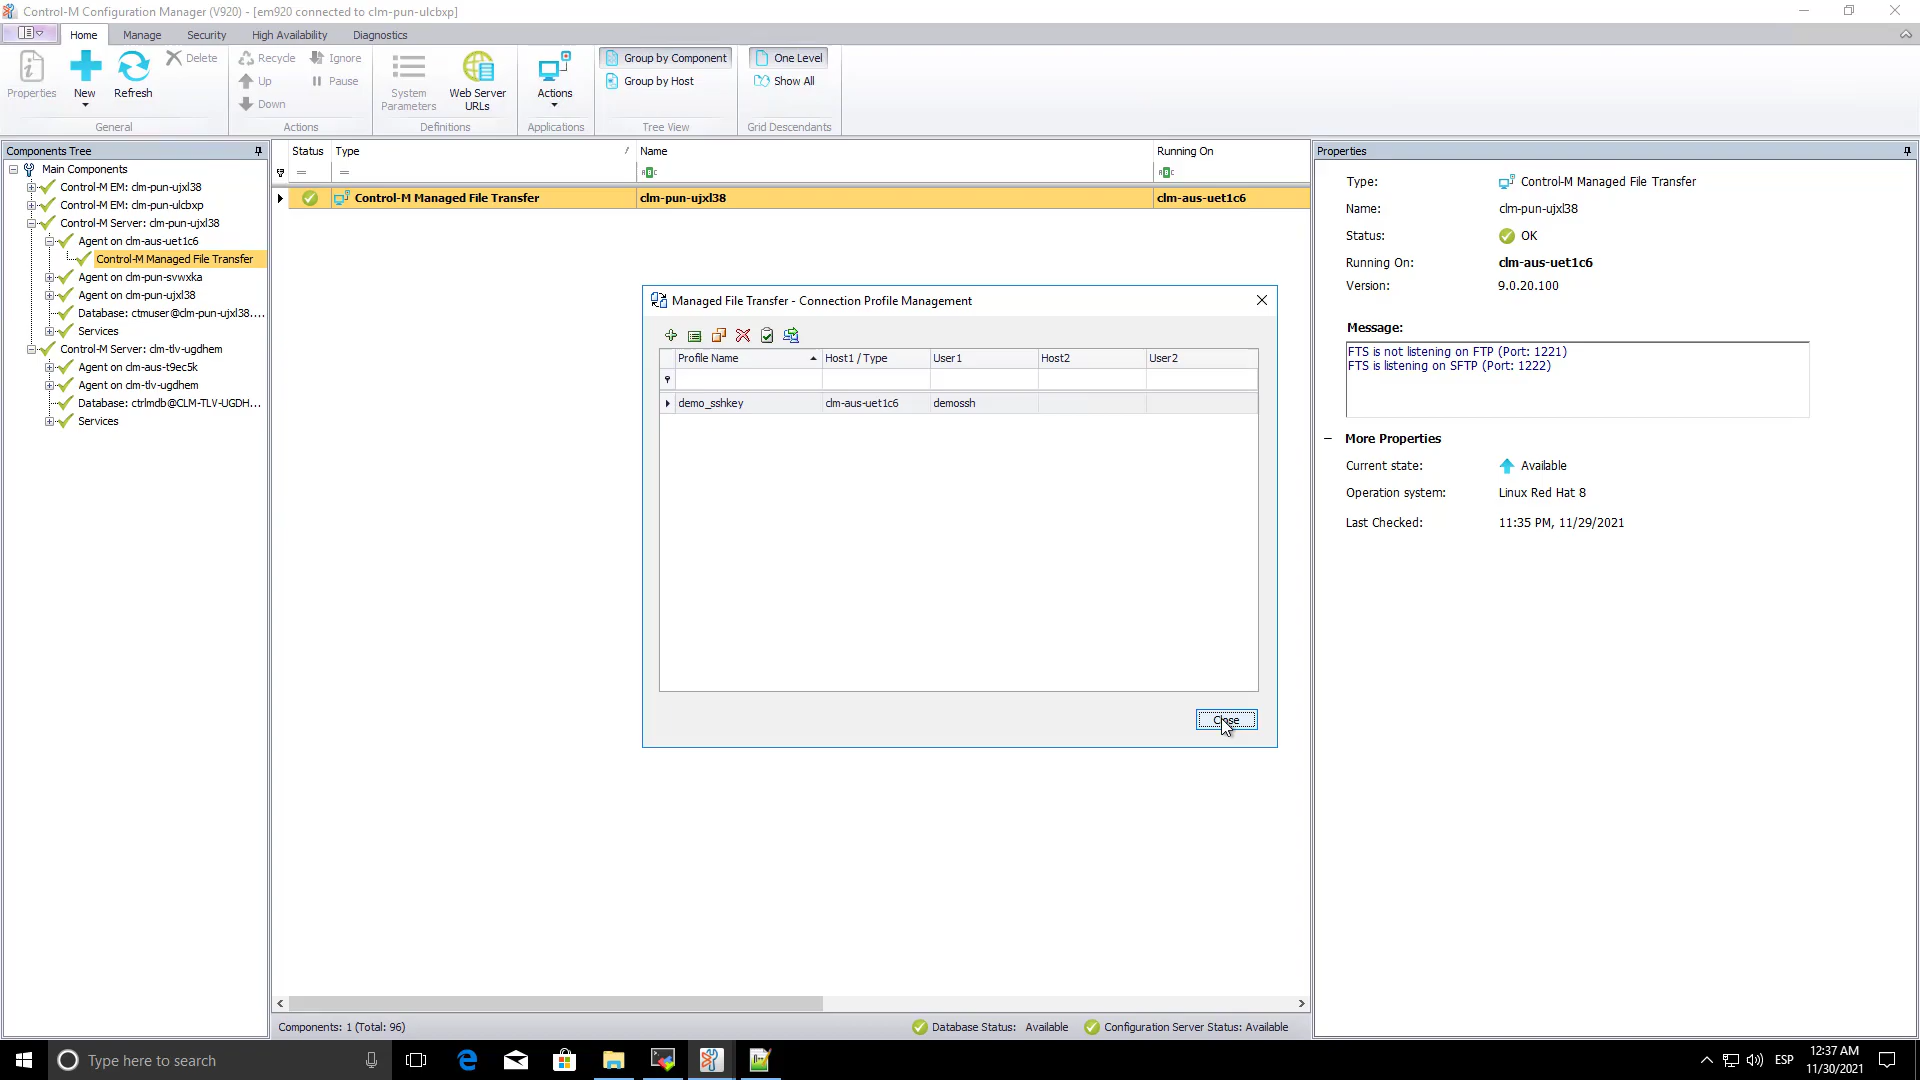 Control-M Configuration Manager (V920) - [em920 connected to clm-pun-ulcbxp]
Home
Manage
Security
High Availability
Diagnostics
Properties
New
Refresh
Delete
General
Recycle
Ignore
Up
Pause
Down
Actions
System
Parameters
Web Server
URLs
Definitions
Actions
Applications
Group by Component
Group by Host
Tree View
One Level
Show All
Grid Descendants
Components Tree
Main Components
Control-M EM: clm-pun-ujxl38
Control-M EM: clm-pun-ulcbxp
Control-M Server: clm-pun-ujxl38
Agent on clm-aus-uet1c6
Control-M Managed File Transfer
Agent on clm-pun-svwxka
Agent on clm-pun-ujxl38
Database: ctmuser@clm-pun-ujxl38....
Services
Control-M Server: clm-tlv-ugdhem
Agent on clm-aus-t9ec5k
Agent on clm-tlv-ugdhem
Database: ctrlmdb@CLM-TLV-UGDH...
Services
Status Type Name Running On
Control-M Managed File Transfer clm-pun-ujxl38 clm-aus-uet1c6
Managed File Transfer - Connection Profile Management
Profile Name Host1 / Type User1 Host2 User2
demo_sshkey clm-aus-uet1c6 demossh
Close
Components: 1 (Total: 96)
Database Status: Available
Configuration Server Status: Available
Properties
Type: Control-M Managed File Transfer
Name: clm-pun-ujxl38
Status: OK
Running On: clm-aus-uet1c6
Version: 9.0.20.100
Message:
FTS is not listening on FTP (Port: 1221)
FTS is listening on SFTP (Port: 1222)
More Properties
Current state: Available
Operation system: Linux Red Hat 8
Last Checked: 11:35 PM, 11/29/2021
Type here to search
ESP
12:37 AM
11/30/2021